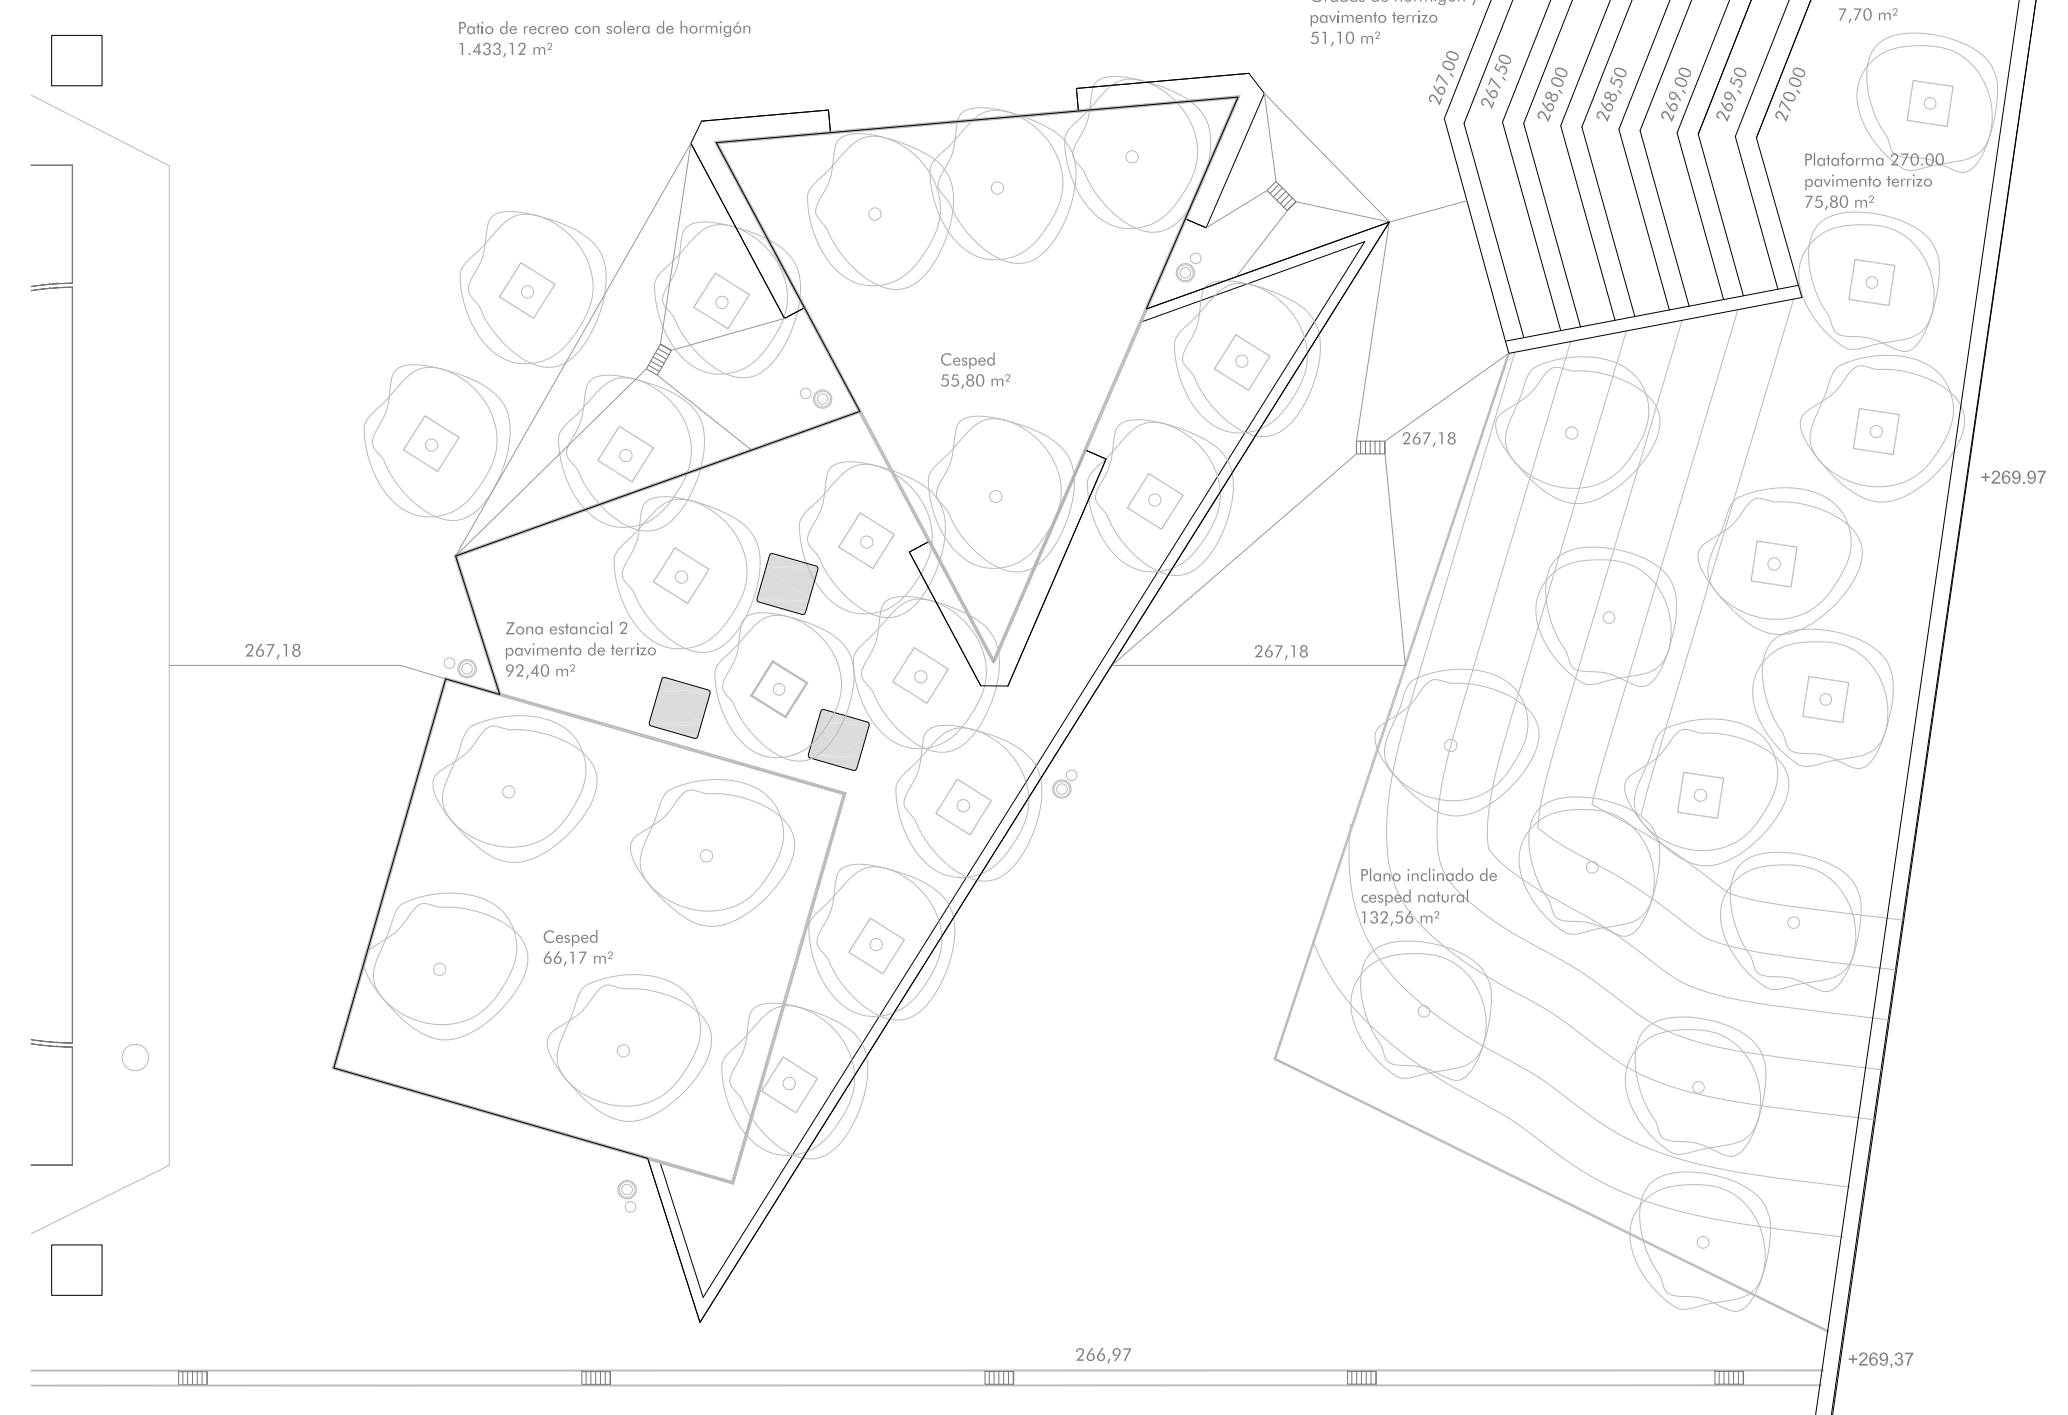 Patio de recreo con solera de hormigón
1.433,12 m²
pavimento terrizo
51,10 m²
7,70 m²
267,00
267,50
268,00
268,50
269,00
269,50
270,00
Plataforma 270.00
pavimento terrizo
75,80 m²
Cesped
55,80 m²
267,18
+269.97
Zona estancial 2
pavimento de terrizo
92,40 m²
267,18
267,18
Plano inclinado de
cesped natural
132,56 m²
Cesped
66,17 m²
266,97
+269,37